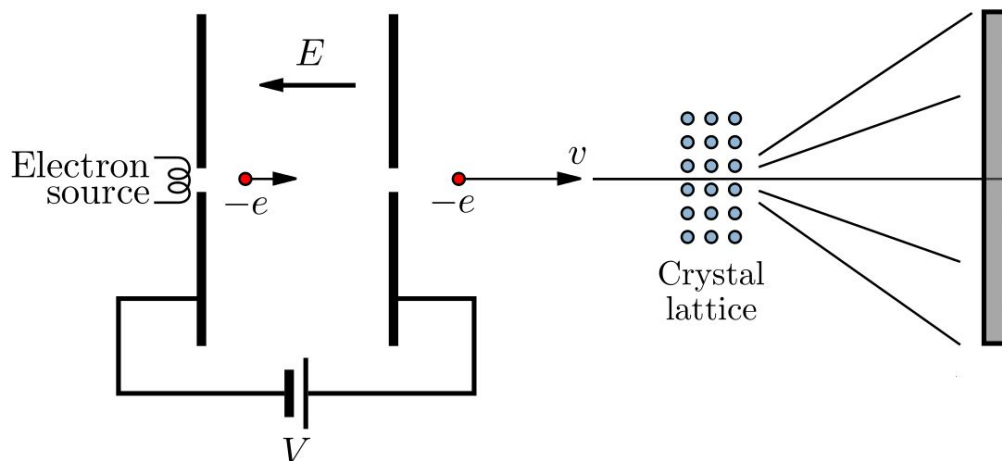 E
Electron
source
−e
−e
v
Crystal
lattice
V